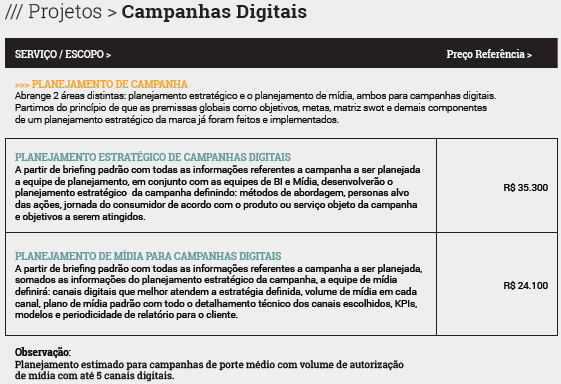 /// Projetos > Campanhas Digitais
SERVIÇO / ESCOPO >
Preço Referência >
>>> PLANEJAMENTO DE CAMPANHA
Abrange 2 áreas distintas: planejamento estratégico e o planejamento de mídia, ambos para campanhas digitais.
Partimos do princípio de que as premissas globais como objetivos, metas, matriz swot e demais componentes
de um planejamento estratégico da marca já foram feitos e implementados.
PLANEJAMENTO ESTRATÉGICO DE CAMPANHAS DIGITAIS
A partir de briefing padrão com todas as informações referentes a campanha a ser planejada
a equipe de planejamento, em conjunto com as equipes de BI e Mídia, desenvolverão o
planejamento estratégico da campanha definindo: métodos de abordagem, personas alvo
das ações, jornada do consumidor de acordo com o produto ou serviço objeto da campanha
e objetivos a serem atingidos.
R$ 35.300
PLANEJAMENTO DE MÍDIA PARA CAMPANHAS DIGITAIS
A partir de briefing padrão com todas as informações referentes a campanha a ser planejada,
somados as informações do planejamento estratégico da campanha, a equipe de mídia
definirá: canais digitais que melhor atendem a estratégia definida, volume de mídia em cada
canal, plano de mídia padrão com todo o detalhamento técnico dos canais escolhidos, KPIs,
modelos e periodicidade de relatório para o cliente.
R$ 24.100
Observação:
Planejamento estimado para campanhas de porte médio com volume de autorização
de mídia com até 5 canais digitais.